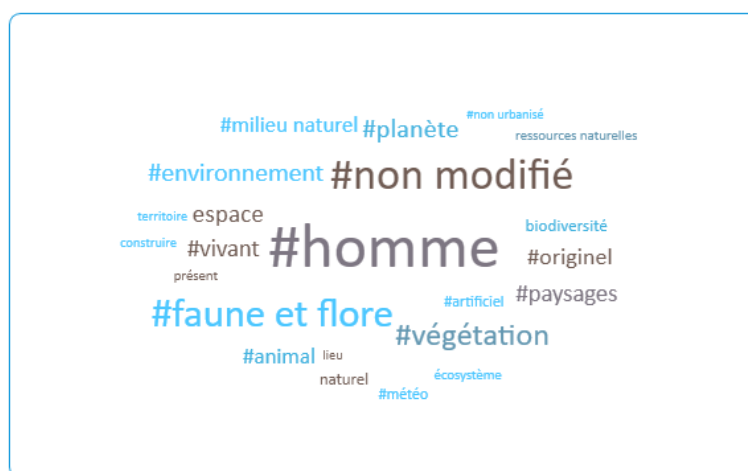 #non urbanisé
#milieu naturel #planète
ressources naturelles
#environnement #non modifié
territoire espace
biodiversité
construire #vivant #homme #originel
présent
#paysages
#artificiel
#faune et flore
#végétation
#animal lieu
naturel écosystème
#météo